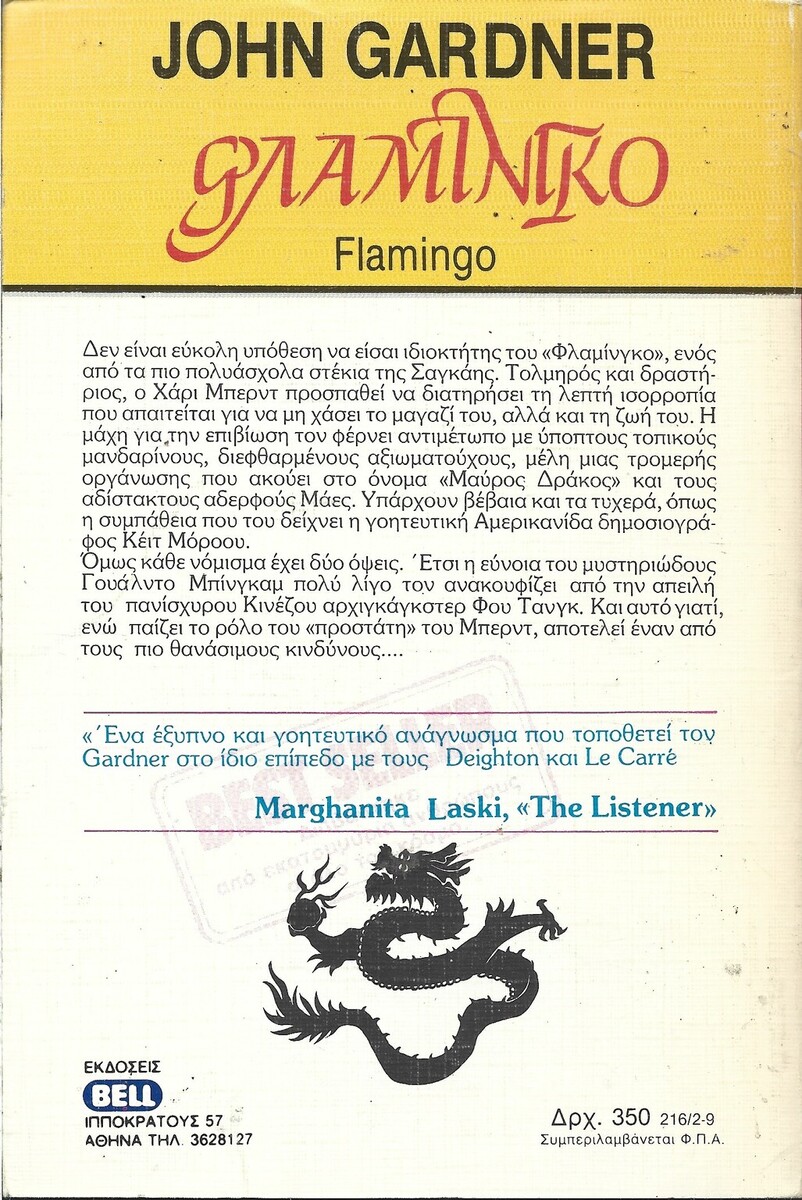 JOHN GARDNER
ΦΛΑΜΙΝΓΚΟ
Flamingo
Δεν είναι εύκολη υπόθεση να είσαι ιδιοκτήτης του «Φλαμίνγκο», ενός
από τα πιο πολυάσχολα στέκια της Σαγκάης. Τολμηρός και δραστή-
ριος, ο Χάρι Μπερντ προσπαθεί να διατηρήσει τη λεπτή ισορροπία
που απαιτείται για να μη χάσει το μαγαζί του, αλλά και τη ζωή του. Η
μάχη για την επιβίωση τον φέρνει αντιμέτωπο με ύποπτους τοπικούς
μανδαρίνους, διεφθαρμένους αξιωματούχους, μέλη μιας τρομερής
οργάνωσης που ακούει στο όνομα «Μαύρος Δράκος» και τους
αδίστακτους αδερφούς Μάες. Υπάρχουν βέβαια και τα τυχερά, όπως
η συμπάθεια που του δείχνει η γοητευτική Αμερικανίδα δημοσιογρά-
φος Κέιτ Μόροου.
Όμως κάθε νόμισμα έχει δύο όψεις. Έτσι η εύνοια του μυστηριώδους
Γουάλντο Μπίνγκαμ πολύ λίγο τον ανακουφίζει από την απειλή
του πανίσχυρου Κινέζου αρχιγκάγκστερ Φου Τανγκ. Και αυτό γιατί,
ενώ παίζει το ρόλο του «προστάτη» του Μπερντ, αποτελεί έναν από
τους πιο θανάσιμους κινδύνους....
«Ένα έξυπνο και γοητευτικό ανάγνωσμα που τοποθετεί τον
Gardner στο ίδιο επίπεδο με τους Deighton και Le Carré
Marghanita Laski, «The Listener»
BEST SELLER
ΕΚΔΟΣΕΙΣ
BELL
ΙΠΠΟΚΡΑΤΟΥΣ 57
ΑΘΗΝΑ ΤΗΛ. 3628127
Δρχ. 350 216/2-9
Συμπεριλαμβάνεται Φ.Π.Α.